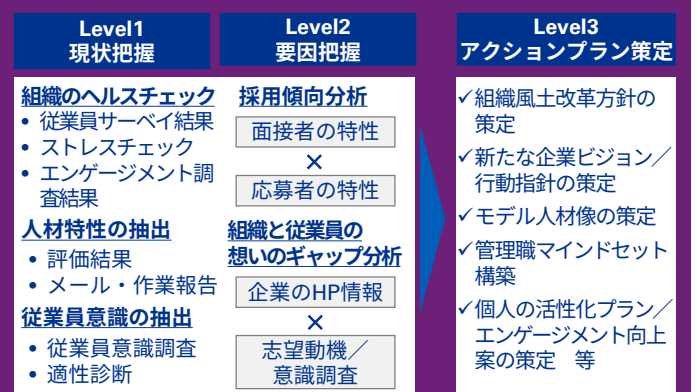 Level1
現状把握
組織のヘルスチェック
• 従業員サーベイ結果
• ストレスチェック
• エンゲージメント調
査結果
人材特性の抽出
• 評価結果
• メール・作業報告
従業員意識の抽出
• 従業員意識調査
• 適性診断
Level2
要因把握
採用傾向分析
面接者の特性
×
応募者の特性
組織と従業員の
想いのギャップ分析
企業のHP情報
×
志望動機／
意識調査
Level3
アクションプラン策定
✓組織風土改革方針の
策定
✓新たな企業ビジョン／
行動指針の策定
✓モデル人材像の策定
✓管理職マインドセット
構築
✓個人の活性化プラン／
エンゲージメント向上
案の策定　等